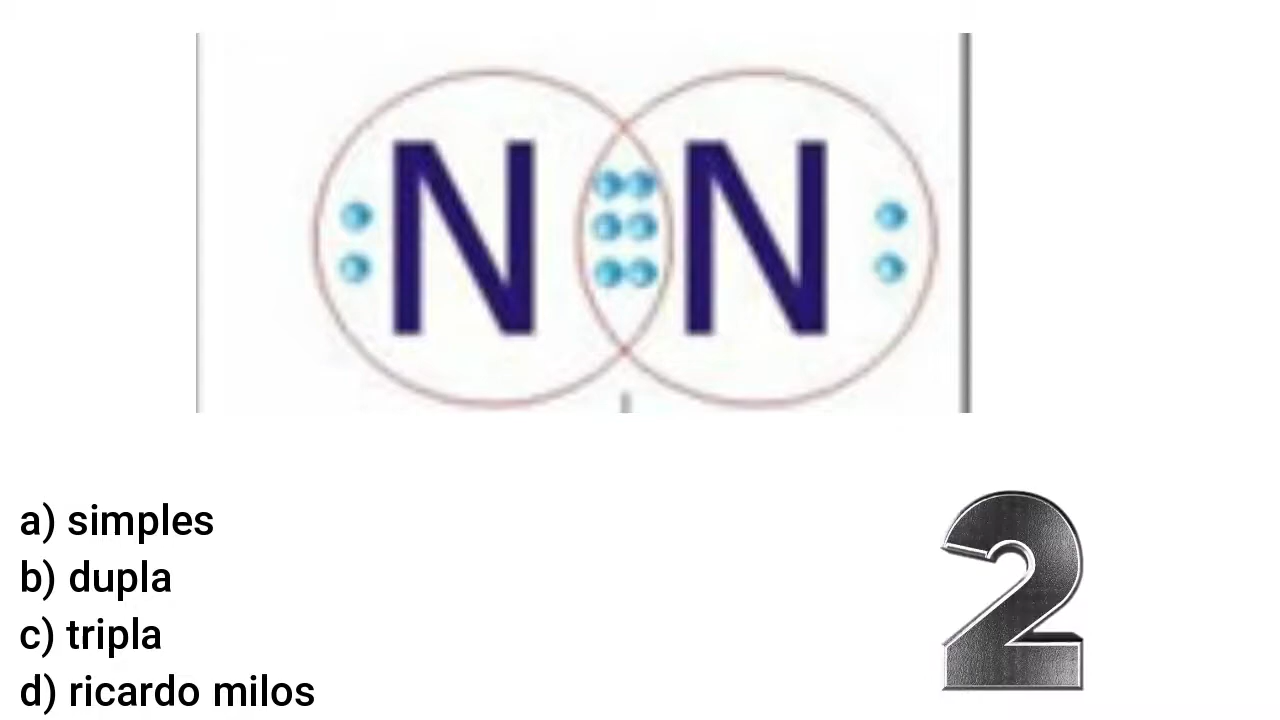 N N
a) simples
b) dupla
c) tripla
d) ricardo milos
2